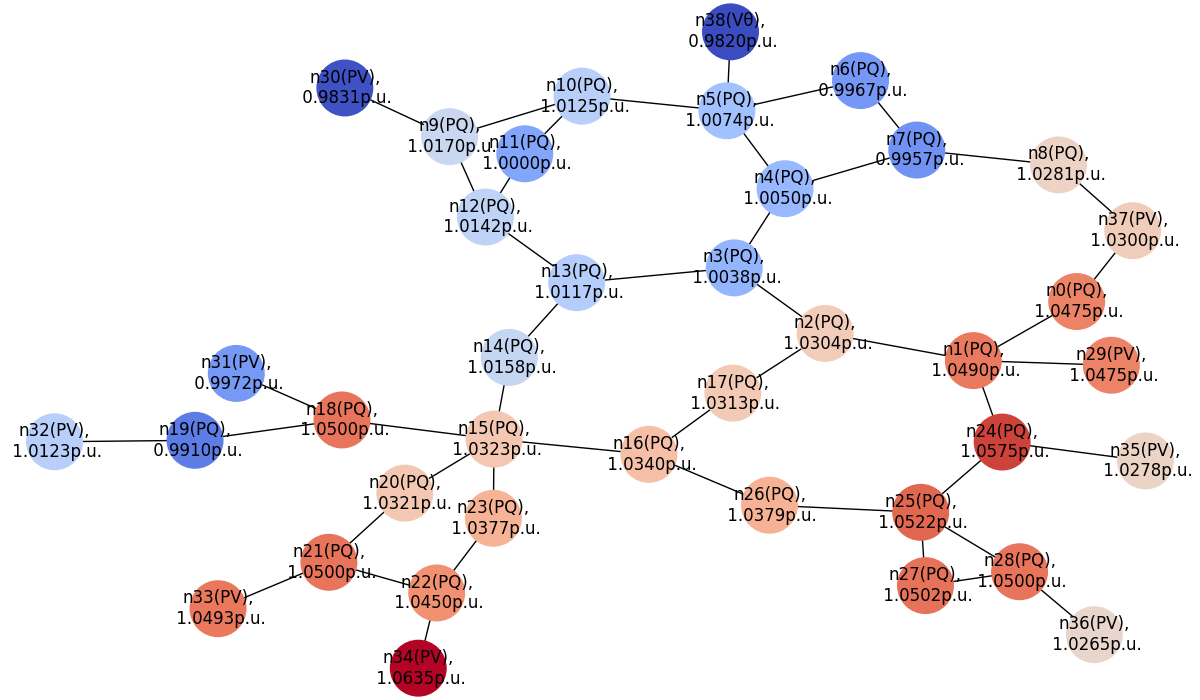 n38(Vθ),
0.9820p.u.
n30(PV),
0.9831p.u.
n10(PQ),
1.0125p.u.
n6(PQ),
0.9967p.u.
n5(PQ),
1.0074p.u.
n9(PQ),
1.0170p.u.
n11(PQ),
1.0000p.u.
n7(PQ),
0.9957p.u.
n8(PQ),
1.0281p.u.
n4(PQ),
1.0050p.u.
n12(PQ),
1.0142p.u.
n37(PV),
1.0300p.u.
n3(PQ),
1.0038p.u.
n13(PQ),
1.0117p.u.
n0(PQ),
1.0475p.u.
n2(PQ),
1.0304p.u.
n14(PQ),
1.0158p.u.
n1(PQ),
1.0490p.u.
n29(PV),
1.0475p.u.
n31(PV),
0.9972p.u.
n17(PQ),
1.0313p.u.
n18(PQ),
1.0500p.u.
n32(PV),
1.0123p.u.
n19(PQ),
0.9910p.u.
n15(PQ),
1.0323p.u.
n16(PQ),
1.0340p.u.
n24(PQ),
1.0575p.u.
n35(PV),
1.0278p.u.
n20(PQ),
1.0321p.u.
n26(PQ),
1.0379p.u.
n23(PQ),
1.0377p.u.
n25(PQ),
1.0522p.u.
n21(PQ),
1.0500p.u.
n28(PQ),
1.0500p.u.
n27(PQ),
1.0502p.u.
n22(PQ),
1.0450p.u.
n33(PV),
1.0493p.u.
n36(PV),
1.0265p.u.
n34(PV),
1.0635p.u.